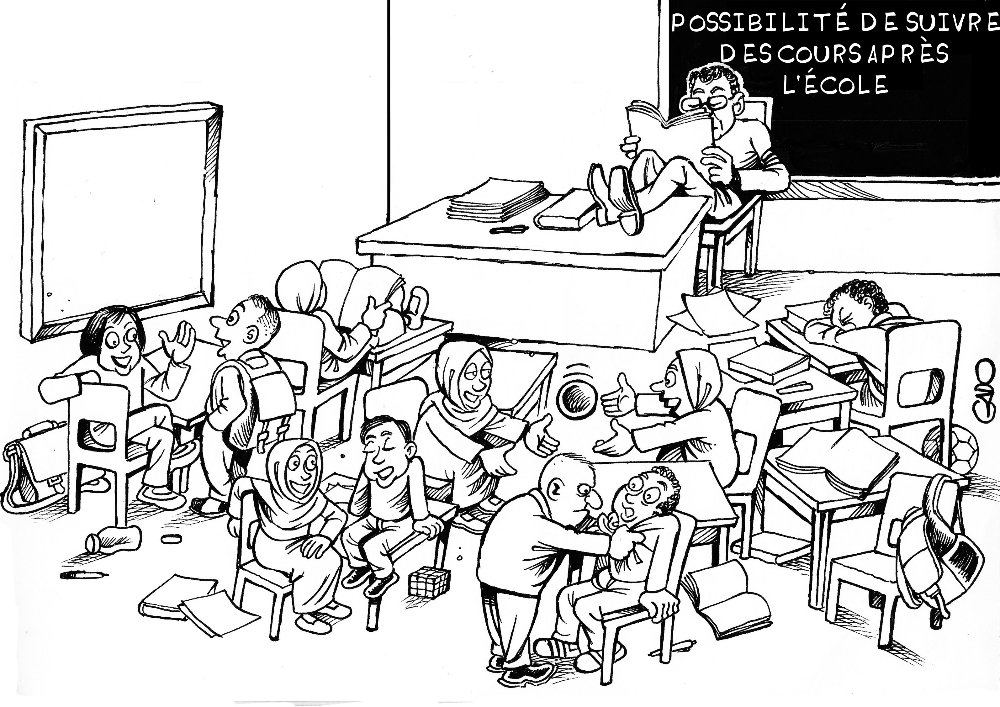 POSSIBILITÉ DE SUIVRE
DES COURS APRÈS
L'ÉCOLE